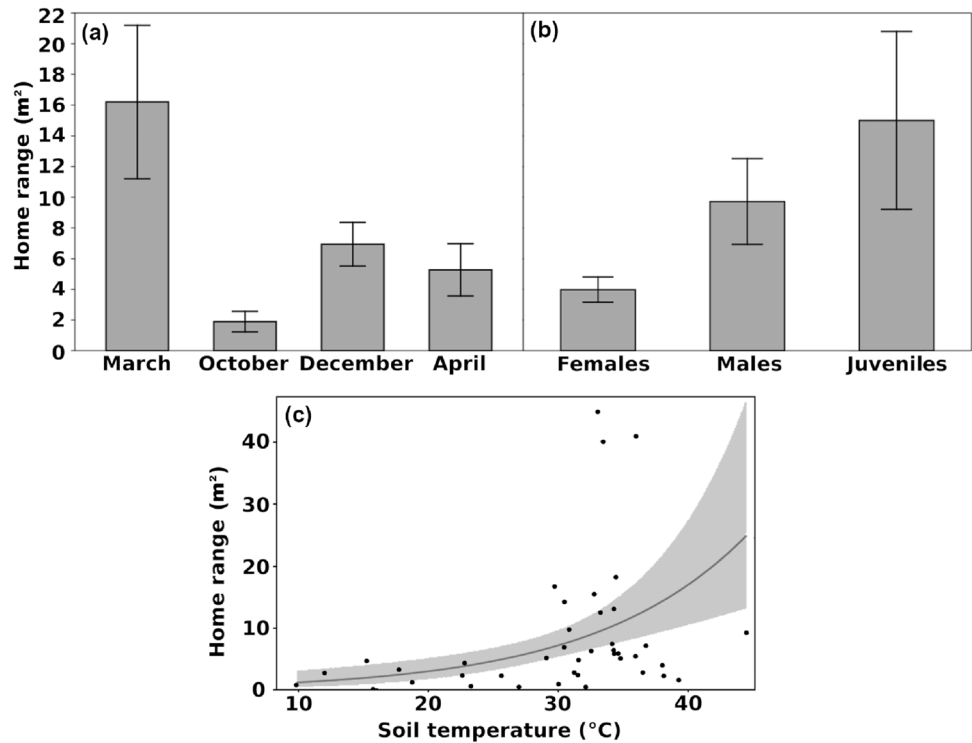 (a)
(b)
Home range (m²)
22
20
18
16
14
12
10
8
6
4
2
0
March October December April Females Males Juveniles
(c)
Home range (m²)
40
30
20
10
0
10 20 30 40
Soil temperature (°C)